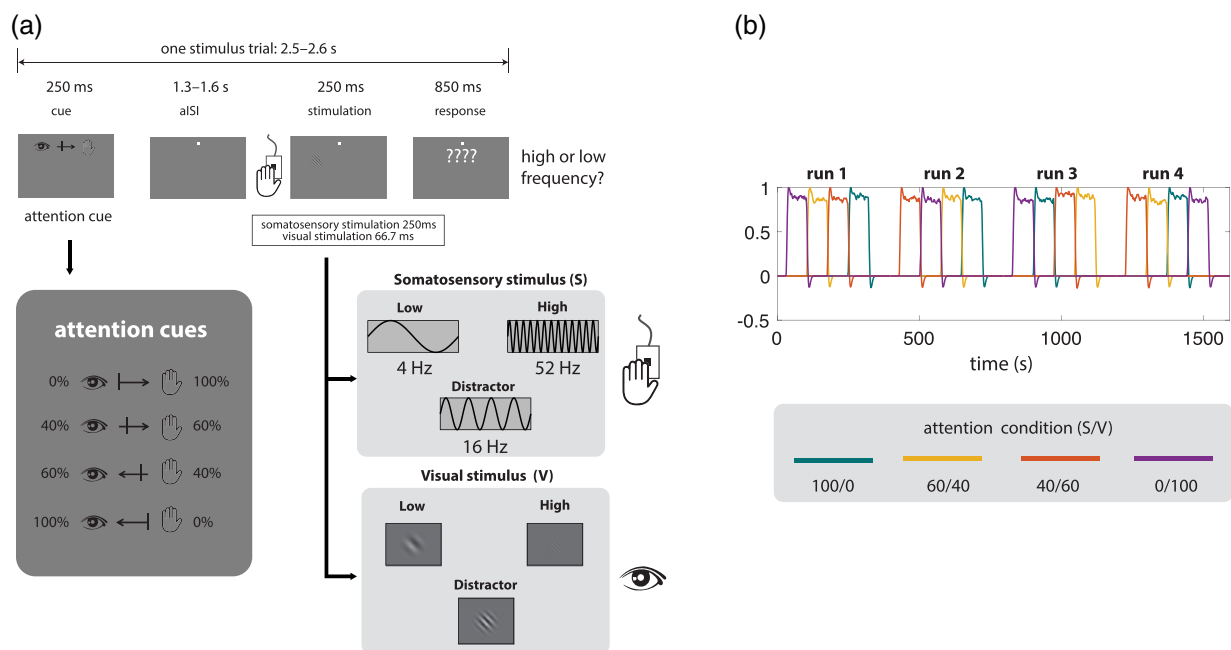 (a)
one stimulus trial: 2.5–2.6 s
250 ms 1.3–1.6 s 250 ms 850 ms
cue aISI stimulation response
????
high or low
frequency?
attention cue
somatosensory stimulation 250ms
visual stimulation 66.7 ms
attention cues
0% 100%
40% 60%
60% 40%
100% 0%
Somatosensory stimulus (S)
Low High
4 Hz 52 Hz
Distractor
16 Hz
Visual stimulus (V)
Low High
Distractor
(b)
run 1 run 2 run 3 run 4
1
0.5
0
-0.5
0 500 1000 1500
time (s)
attention condition (S/V)
100/0 60/40 40/60 0/100